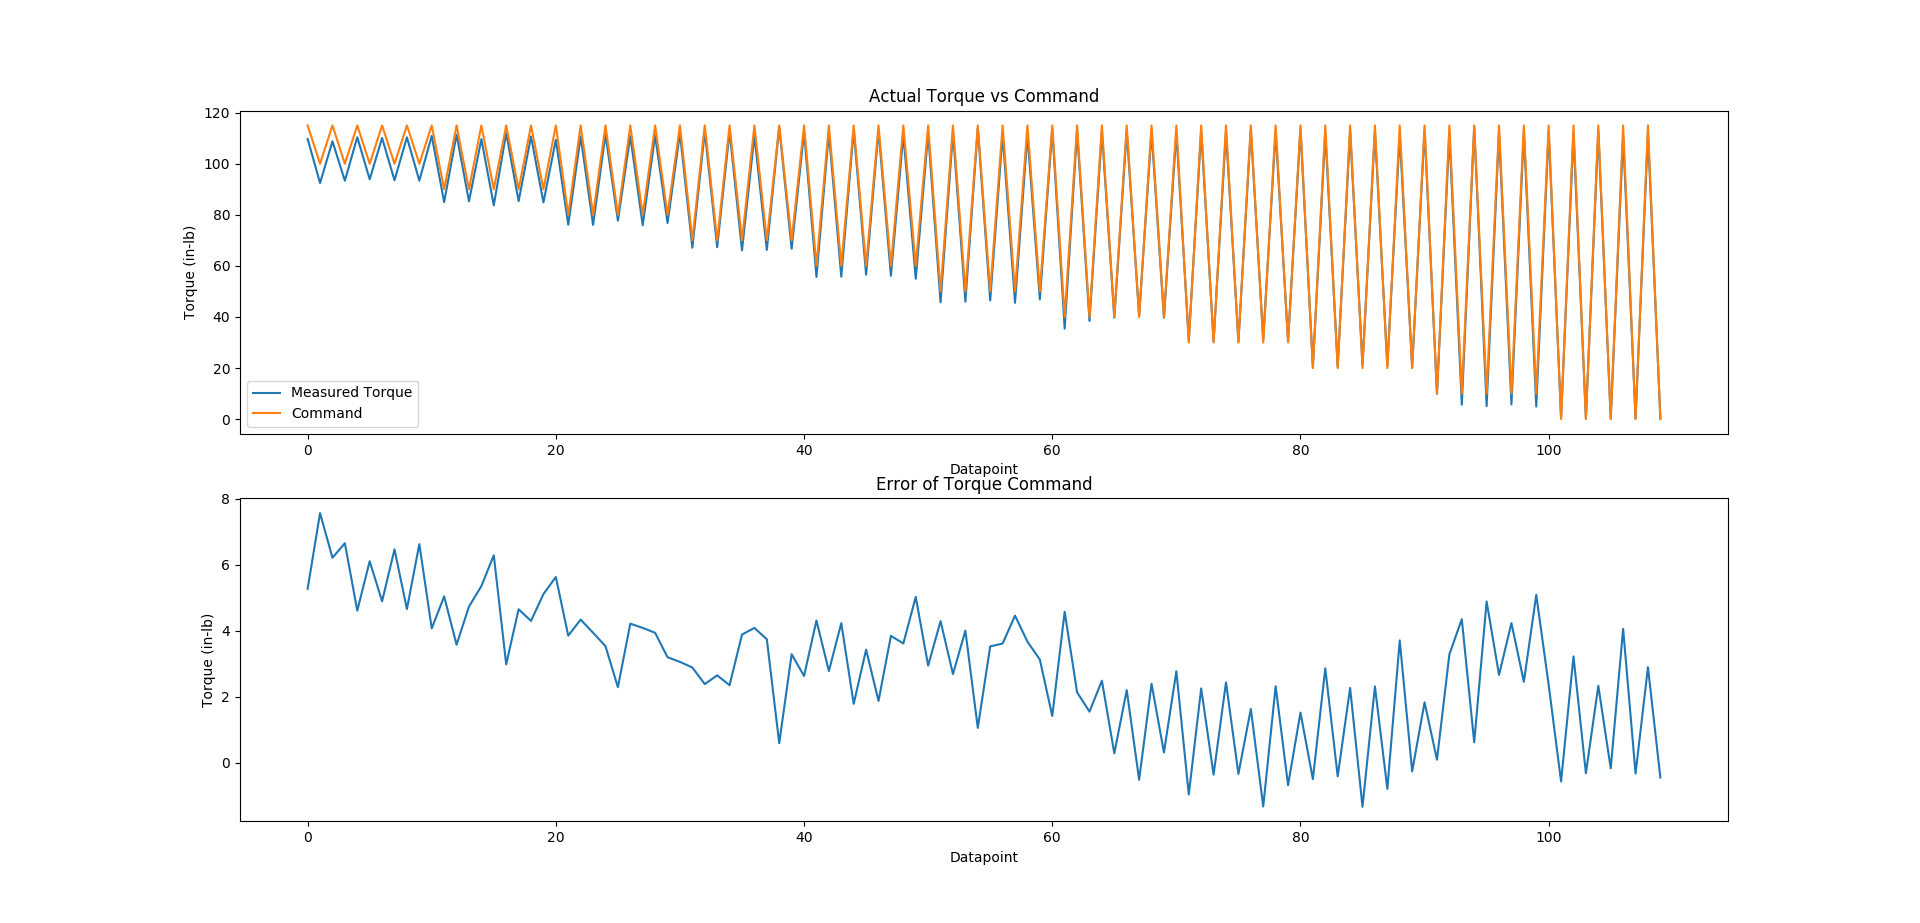 Actual Torque vs Command
120
100
80
60
40
20
0
Torque (in-lb)
Measured Torque
Command
0 20 40 60 80 100
Datapoint
Error of Torque Command
8
6
4
2
0
Torque (in-lb)
0 20 40 60 80 100
Datapoint